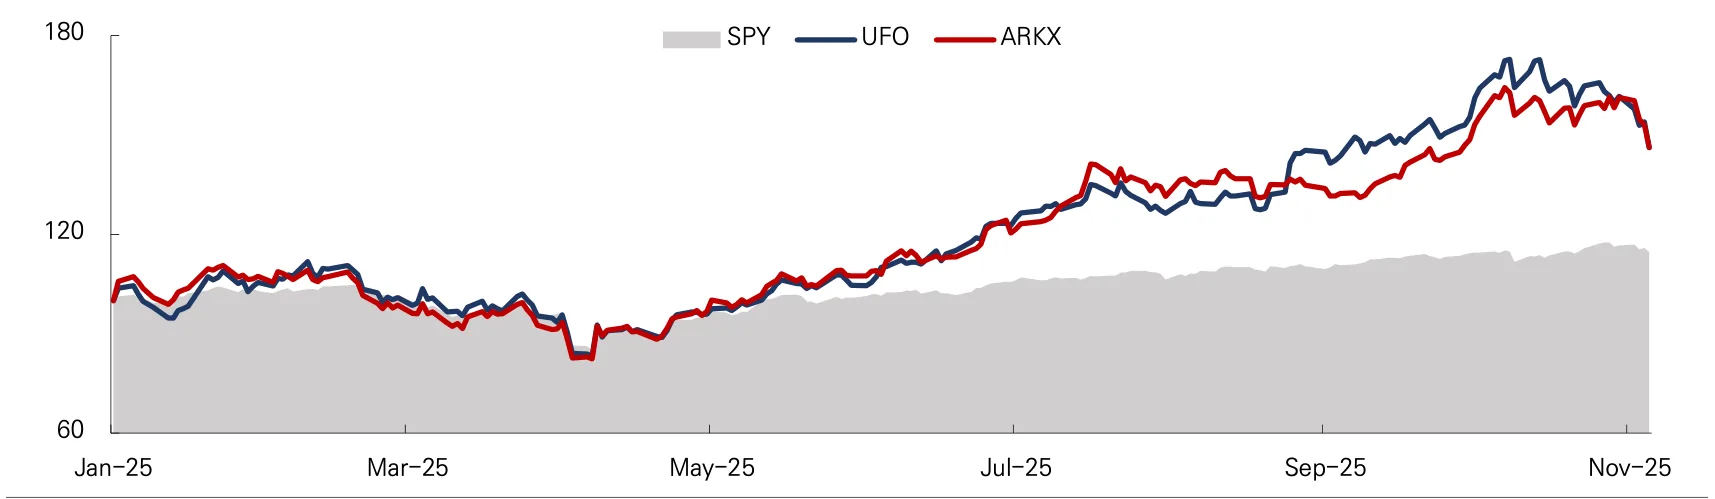 180
SPY UFO ARKX
120
60
Jan–25 Mar–25 May–25 Jul–25 Sep–25 Nov–25